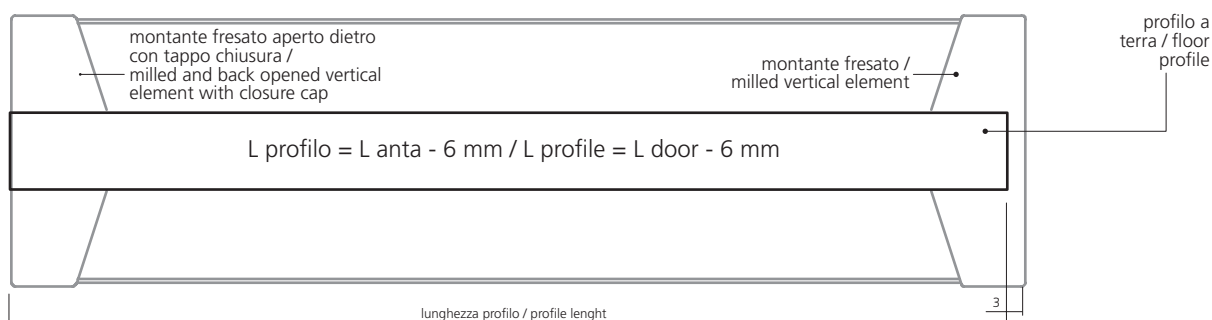 montante fresato aperto dietro
con tappo chiusura /
milled and back opened vertical
element with closure cap
montante fresato /
milled vertical element
profilo a
terra / floor
profile
L profilo = L anta - 6 mm / L profile = L door - 6 mm
lunghezza profilo / profile lenght
3